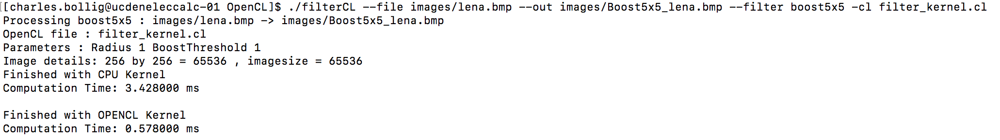 [[charles.bollig@ucdeneleccalc-01 OpenCL]$ ./filterCL --file images/lena.bmp --out images/Boost5x5_lena.bmp --filter boost5x5 -cl filter_kernel.cl
Processing boost5x5 : images/lena.bmp -> images/Boost5x5_lena.bmp
OpenCL file : filter_kernel.cl
Parameters : Radius 1 BoostThreshold 1
Image details: 256 by 256 = 65536 , imagesize = 65536
Finished with CPU Kernel
Computation Time: 3.428000 ms
Finished with OPENCL Kernel
Computation Time: 0.578000 ms